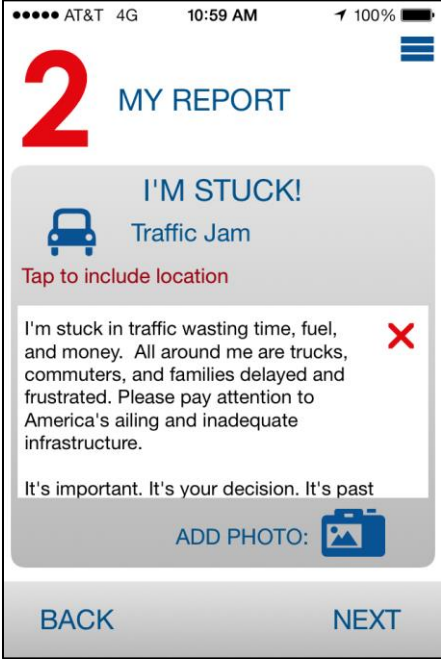 AT&T 4G 10:59 AM 100%
2 MY REPORT
I'M STUCK!
Traffic Jam
Tap to include location
I'm stuck in traffic wasting time, fuel,
and money.  All around me are trucks,
commuters, and families delayed and
frustrated. Please pay attention to
America's ailing and inadequate
infrastructure.
It's important. It's your decision. It's past
ADD PHOTO:
BACK NEXT